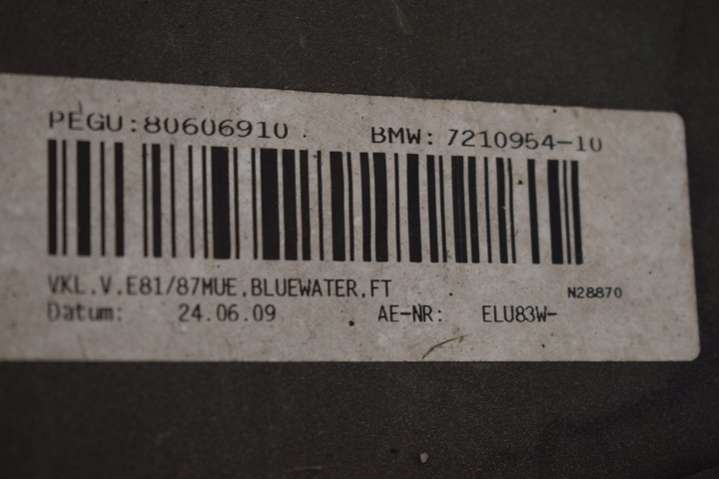 PEGU:80606910 BMW: 7210954-10
VKL.V.E81/87MUE.BLUEWATER.FT N28870
Datum: 24.06.09 AE-NR: ELU83W-